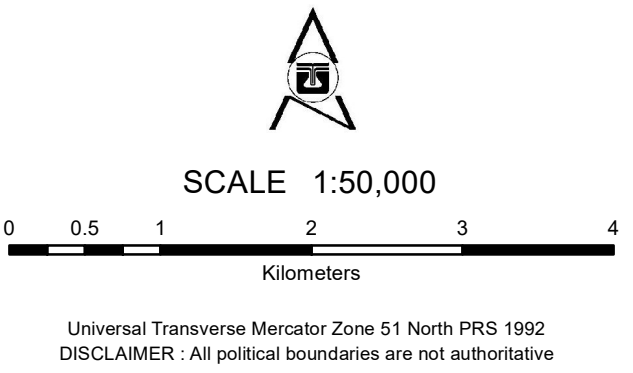 SCALE 1:50,000
0 0.5 1 2 3 4
Kilometers
Universal Transverse Mercator Zone 51 North PRS 1992
DISCLAIMER : All political boundaries are not authoritative